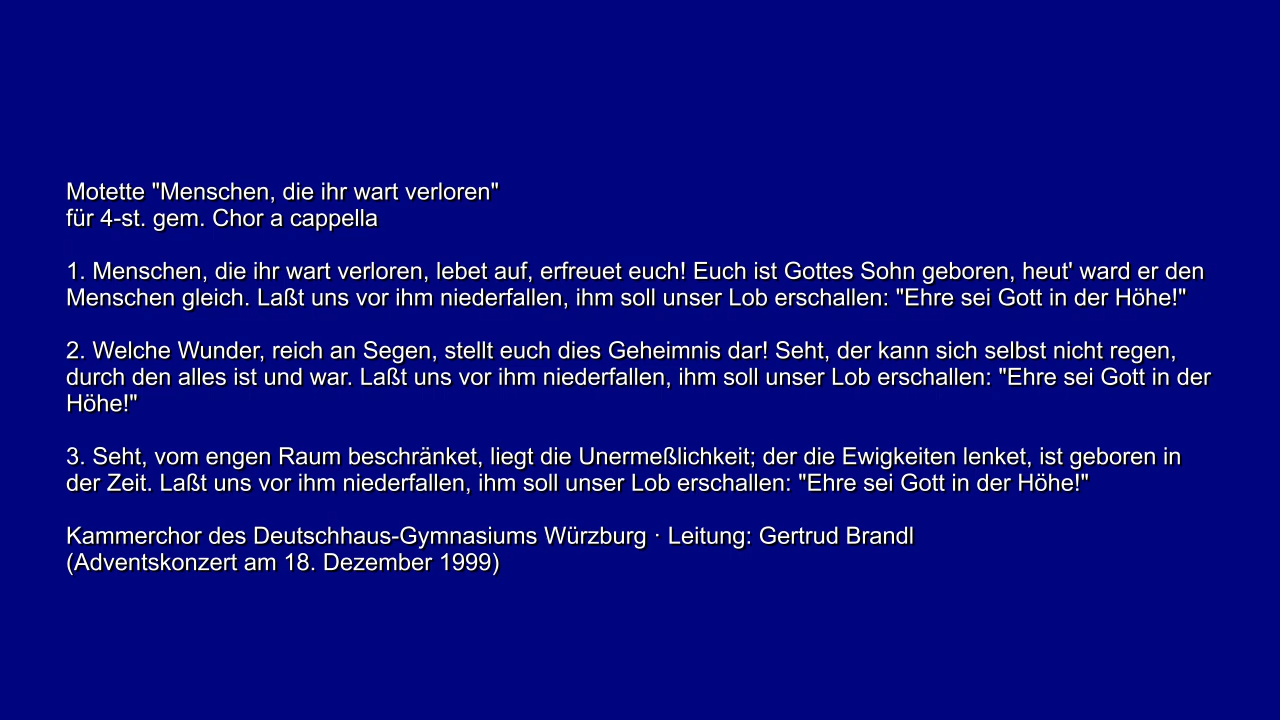 Motette "Menschen, die ihr wart verloren"
für 4-st. gem. Chor a cappella
1. Menschen, die ihr wart verloren, lebet auf, erfreuet euch! Euch ist Gottes Sohn geboren, heut' ward er den
Menschen gleich. Laßt uns vor ihm niederfallen, ihm soll unser Lob erschallen: "Ehre sei Gott in der Höhe!"
2. Welche Wunder, reich an Segen, stellt euch dies Geheimnis dar! Seht, der kann sich selbst nicht regen,
durch den alles ist und war. Laßt uns vor ihm niederfallen, ihm soll unser Lob erschallen: "Ehre sei Gott in der
Höhe!"
3. Seht, vom engen Raum beschränket, liegt die Unermeßlichkeit; der die Ewigkeiten lenket, ist geboren in
der Zeit. Laßt uns vor ihm niederfallen, ihm soll unser Lob erschallen: "Ehre sei Gott in der Höhe!"
Kammerchor des Deutschhaus-Gymnasiums Würzburg · Leitung: Gertrud Brandl
(Adventskonzert am 18. Dezember 1999)